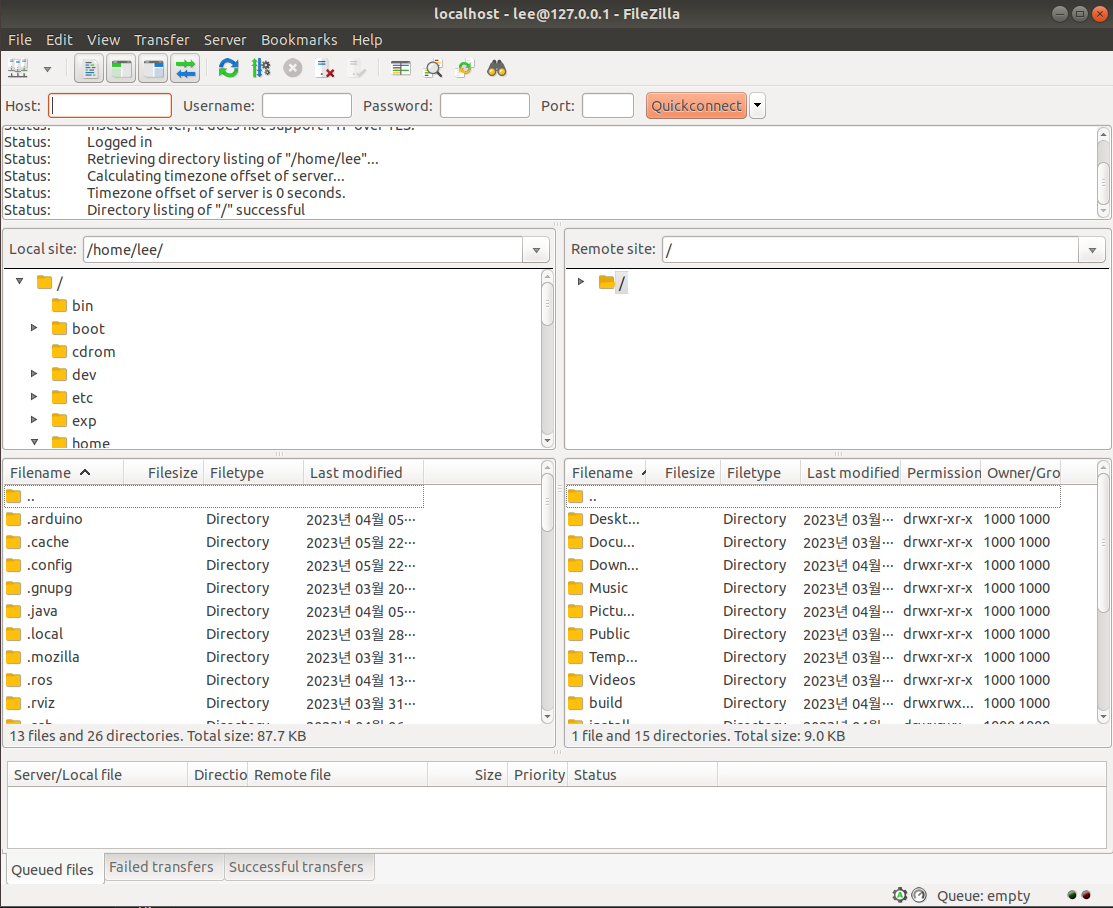 localhost - lee@127.0.0.1 - FileZilla
File Edit View Transfer Server Bookmarks Help
Host: Username: Password: Port: Quickconnect
Status: Insecure server, it does not support FTP over TLS.
Status: Logged in
Status: Retrieving directory listing of "/home/lee"...
Status: Calculating timezone offset of server...
Status: Timezone offset of server is 0 seconds.
Status: Directory listing of "/" successful
Local site: /home/lee/
/
bin
boot
cdrom
dev
etc
exp
home
Remote site: /
/
Filename Filesize Filetype Last modified
..
.arduino Directory 2023년 04월 05⋯
.cache Directory 2023년 05월 22⋯
.config Directory 2023년 05월 22⋯
.gnupg Directory 2023년 03월 20⋯
.java Directory 2023년 04월 05⋯
.local Directory 2023년 03월 28⋯
.mozilla Directory 2023년 03월 31⋯
.ros Directory 2023년 04월 13⋯
.rviz Directory 2023년 03월 31⋯
13 files and 26 directories. Total size: 87.7 KB
Filename Filesize Filetype Last modified Permission Owner/Gro
..
Deskt... Directory 2023년 03월⋯ drwxr-xr-x 1000 1000
Docu... Directory 2023년 03월⋯ drwxr-xr-x 1000 1000
Down... Directory 2023년 04월⋯ drwxr-xr-x 1000 1000
Music Directory 2023년 03월⋯ drwxr-xr-x 1000 1000
Pictu... Directory 2023년 04월⋯ drwxr-xr-x 1000 1000
Public Directory 2023년 03월⋯ drwxr-xr-x 1000 1000
Temp... Directory 2023년 03월⋯ drwxr-xr-x 1000 1000
Videos Directory 2023년 03월⋯ drwxr-xr-x 1000 1000
build Directory 2023년 04월⋯ drwxrwx... 1000 1000
1 file and 15 directories. Total size: 9.0 KB
Server/Local file Directio Remote file Size Priority Status
Queued files Failed transfers Successful transfers
Queue: empty